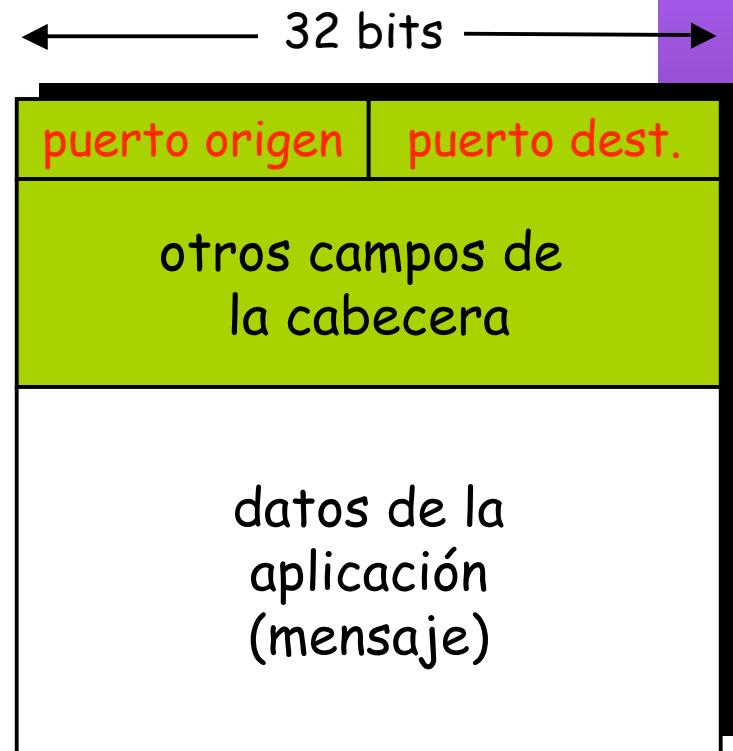 32 bits
puerto origen
puerto dest.
otros campos de
la cabecera
datos de la
aplicación
(mensaje)